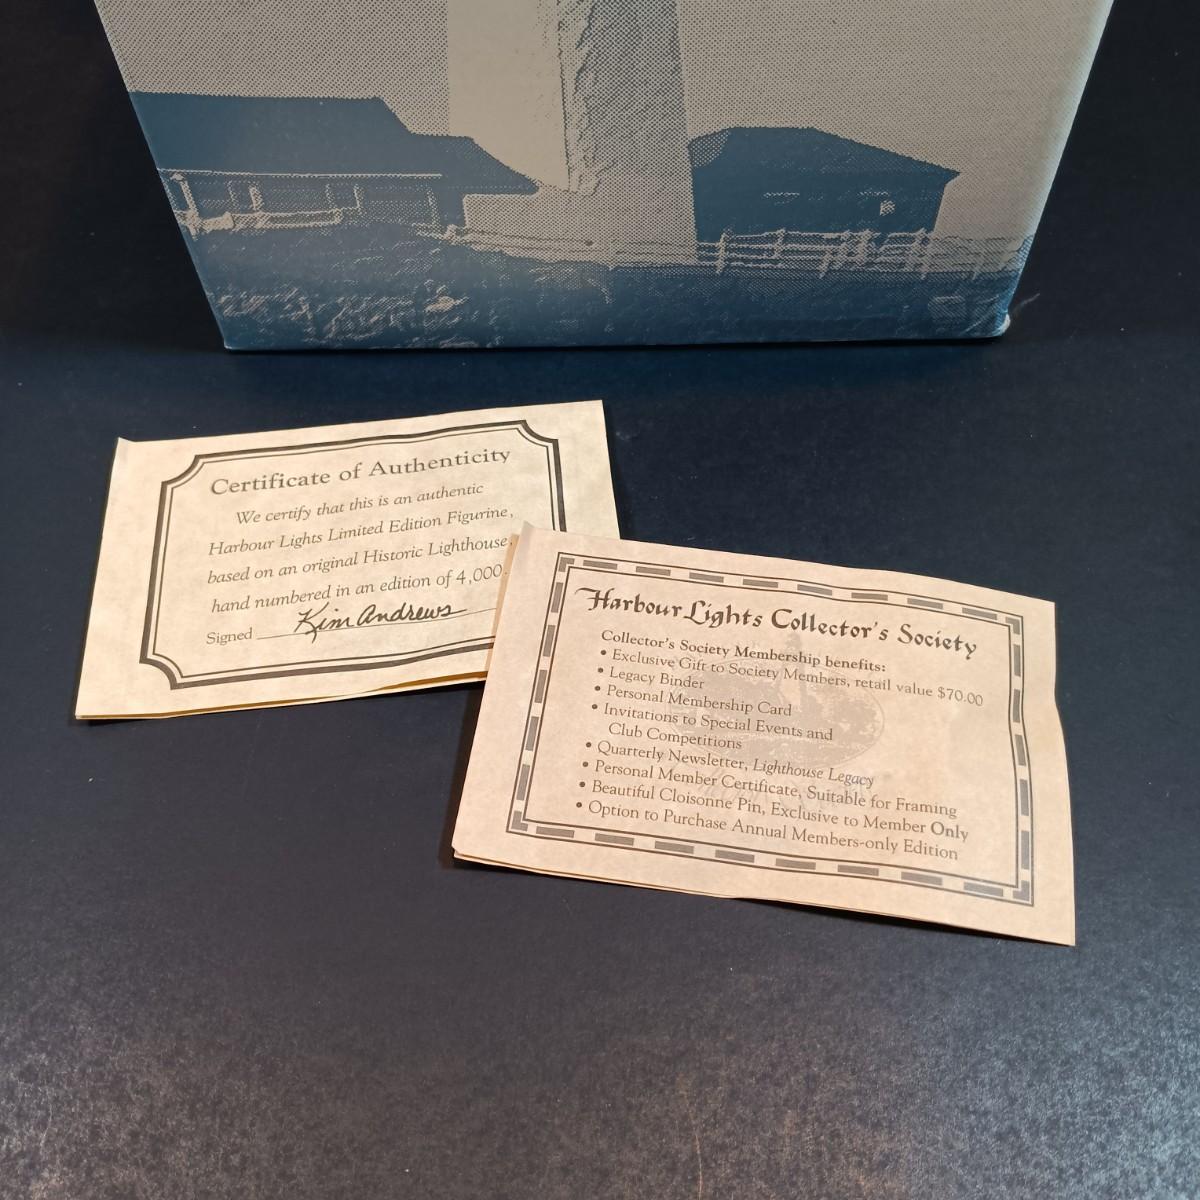 Certificate of Authenticity
We certify that this is an authentic
Harbour Lights Limited Edition Figurine,
based on an original Historic Lighthouse,
hand numbered in an edition of 4,000.
Signed Kim Andrews
Harbour Lights Collector's Society
Collector's Society Membership benefits:
• Exclusive Gift to Society Members, retail value $70.00
• Legacy Binder
• Personal Membership Card
• Invitations to Special Events and
Club Competitions
• Quarterly Newsletter, Lighthouse Legacy
• Personal Member Certificate, Suitable for Framing
• Beautiful Cloisonne Pin, Exclusive to Member Only
• Option to Purchase Annual Members-only Edition